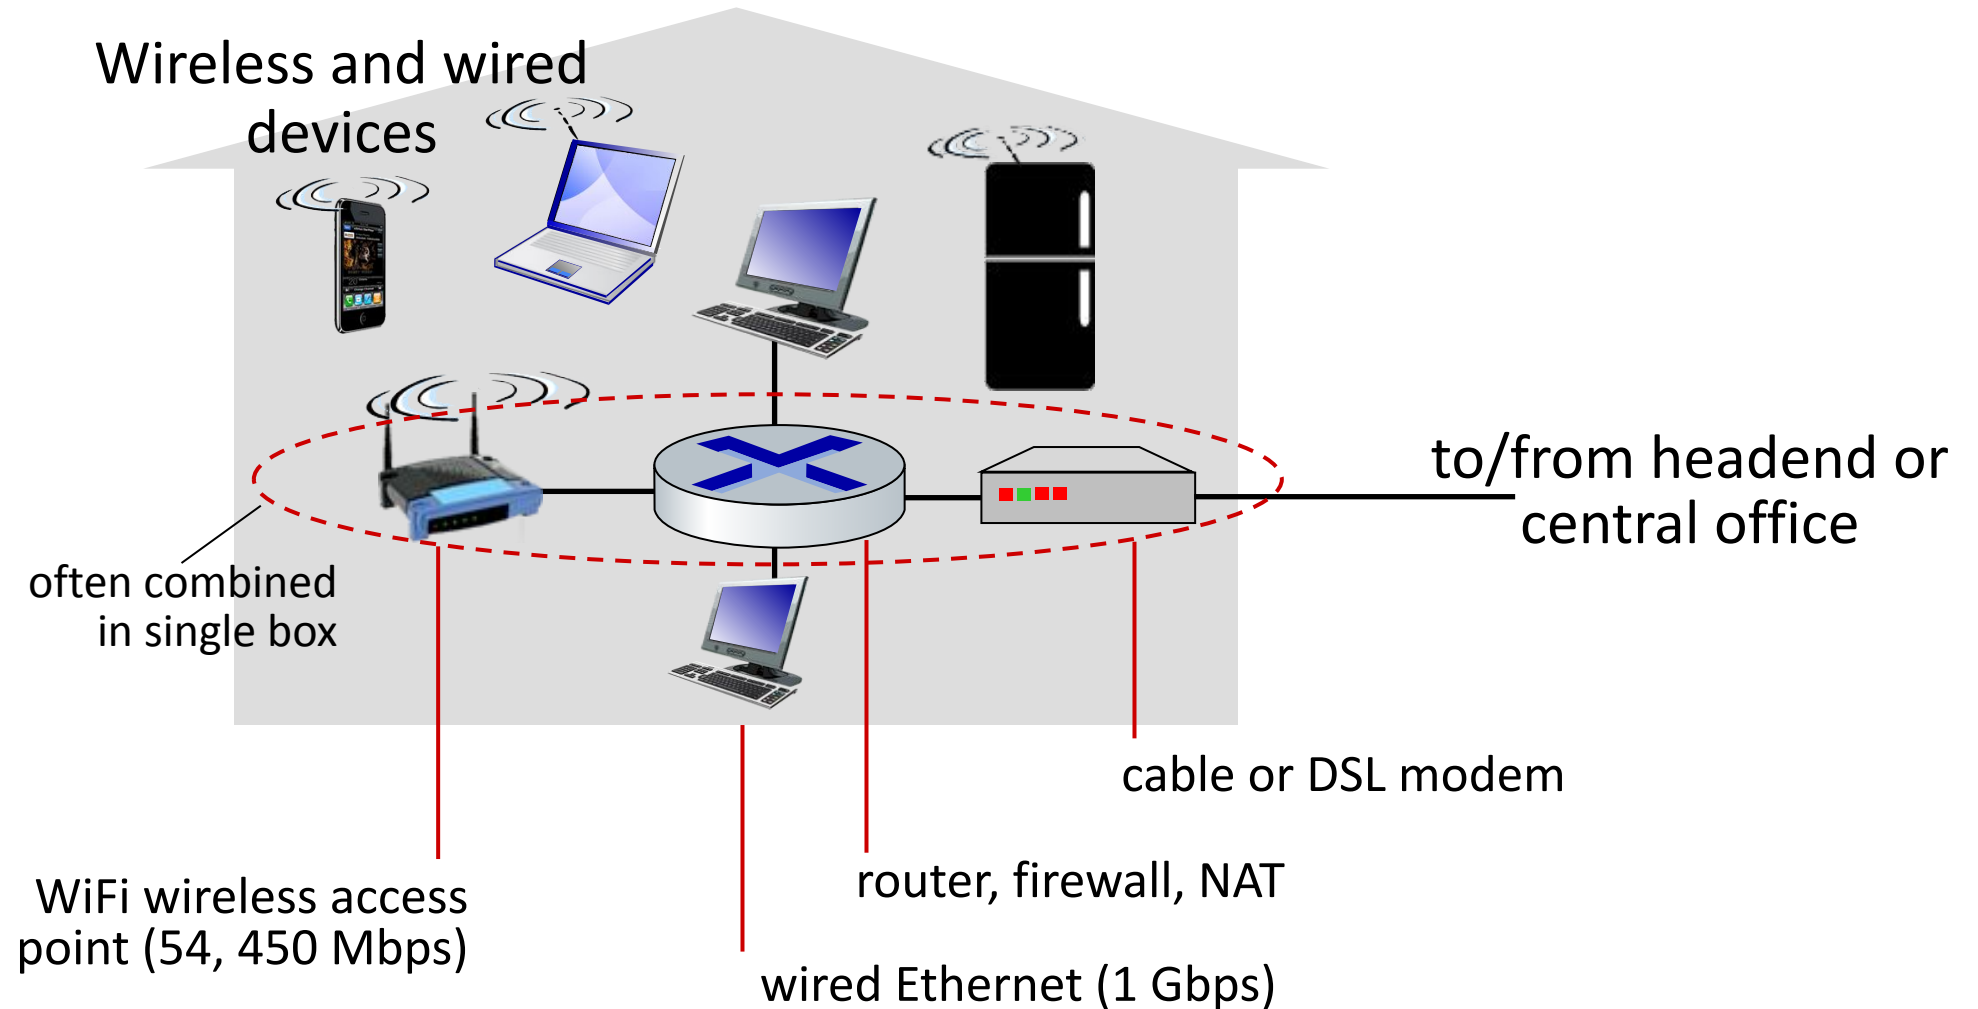 Wireless and wired
devices
to/from headend or
central office
often combined
in single box
cable or DSL modem
router, firewall, NAT
WiFi wireless access
point (54, 450 Mbps)
wired Ethernet (1 Gbps)